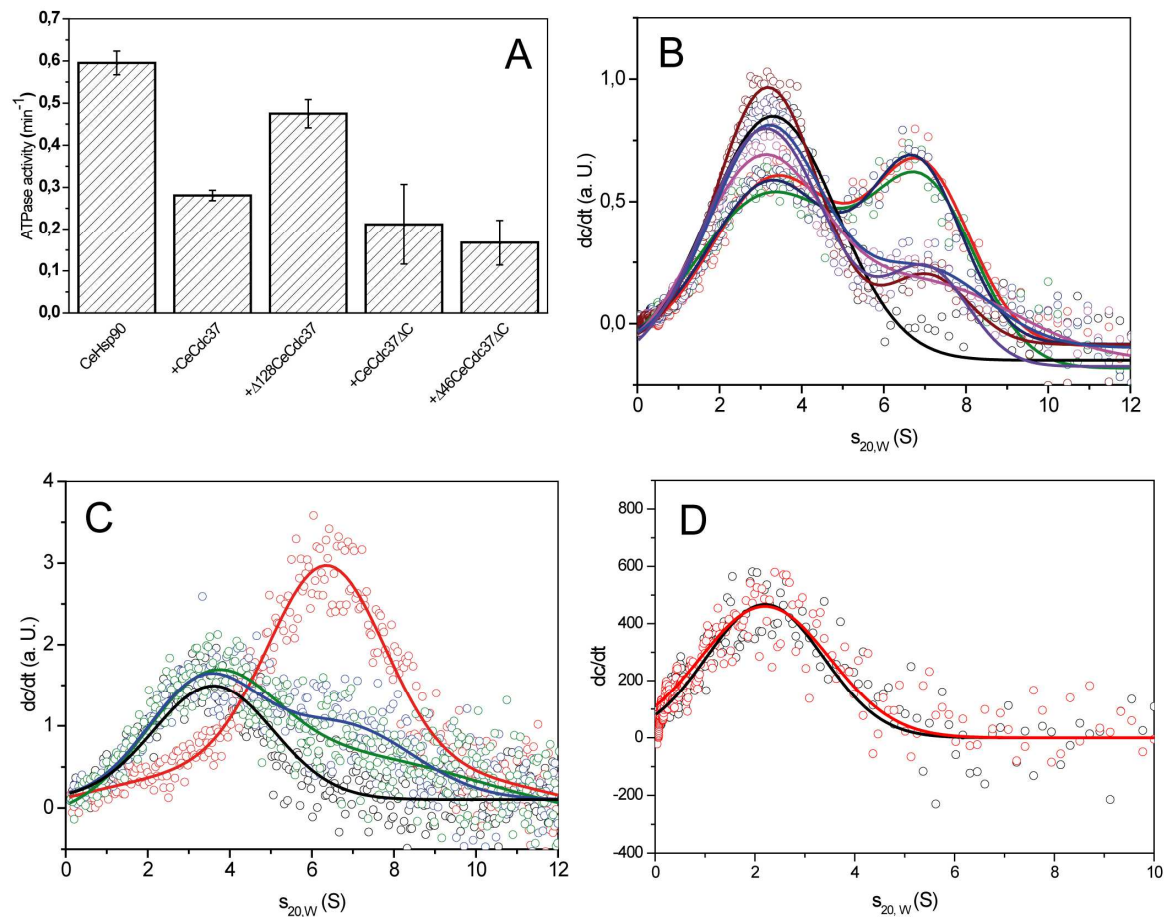 A
ATPase activity (min⁻¹)
0,7
0,6
0,5
0,4
0,3
0,2
0,1
0,0
CeHsp90
+CeCdc37
+Δ128CeCdc37
+CeCdc37ΔC
+Δ46CeCdc37ΔC
B
dc/dt (a. U.)
1,0
0,5
0,0
0 2 4 6 8 10 12
s20,W (S)
C
dc/dt (a. U.)
4
3
2
1
0
0 2 4 6 8 10 12
s20,W (S)
D
dc/dt
800
600
400
200
0
-200
-400
0 2 4 6 8 10
s20, W (S)